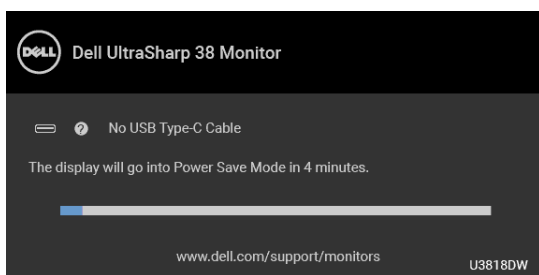 DELL Dell UltraSharp 38 Monitor
? No USB Type-C Cable
The display will go into Power Save Mode in 4 minutes.
www.dell.com/support/monitors
U3818DW